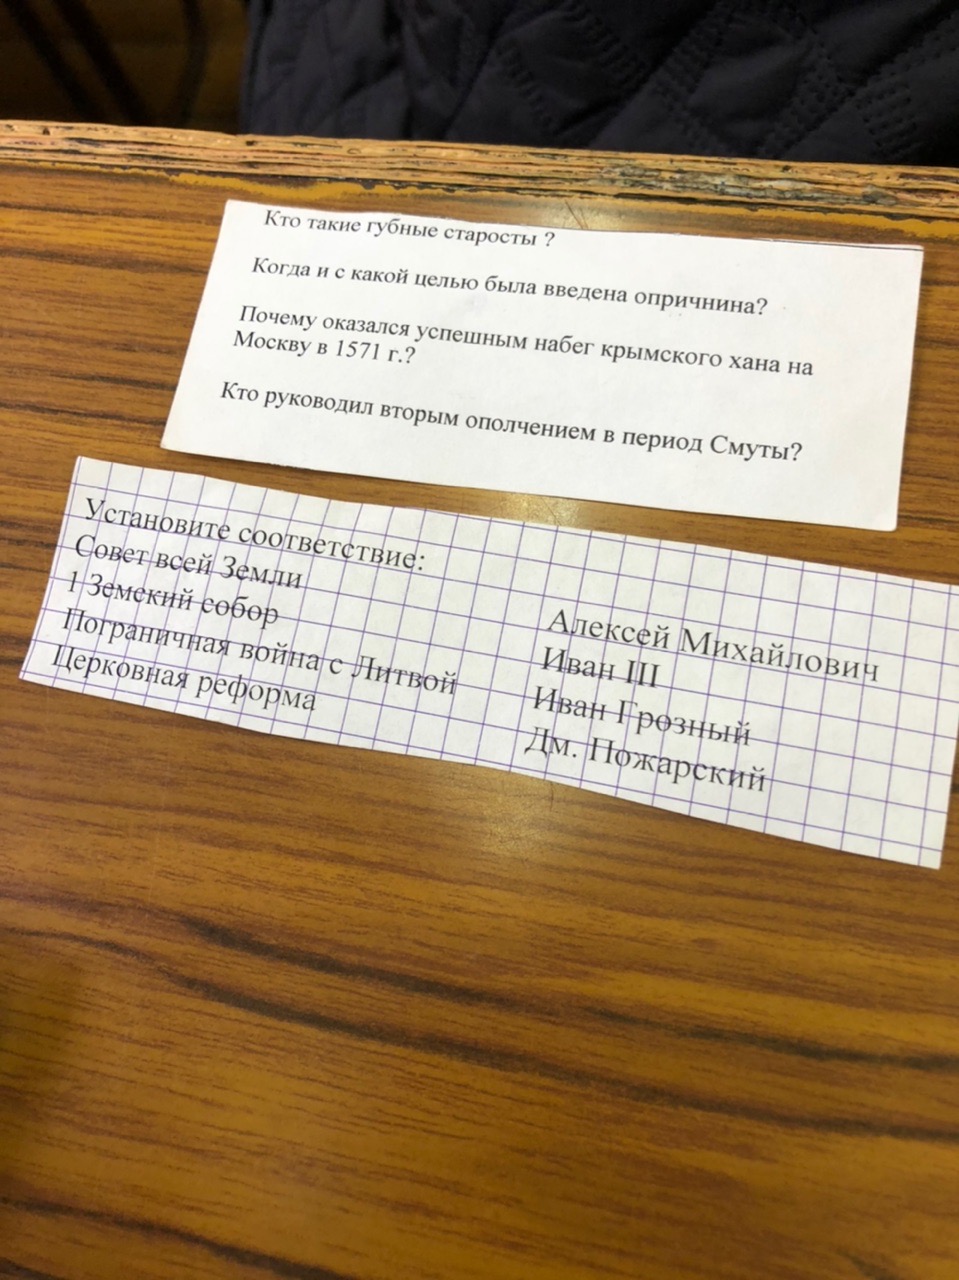 Кто такие губные старосты ?
Когда и с какой целью была введена опричнина?
Почему оказался успешным набег крымского хана на
Москву в 1571 г.?
Кто руководил вторым ополчением в период Смуты?
Установите соответствие:
Совет всей Земли
1 Земский собор
Пограничная война с Литвой
Церковная реформа
Алексей Михайлович
Иван III
Иван Грозный
Дм. Пожарский